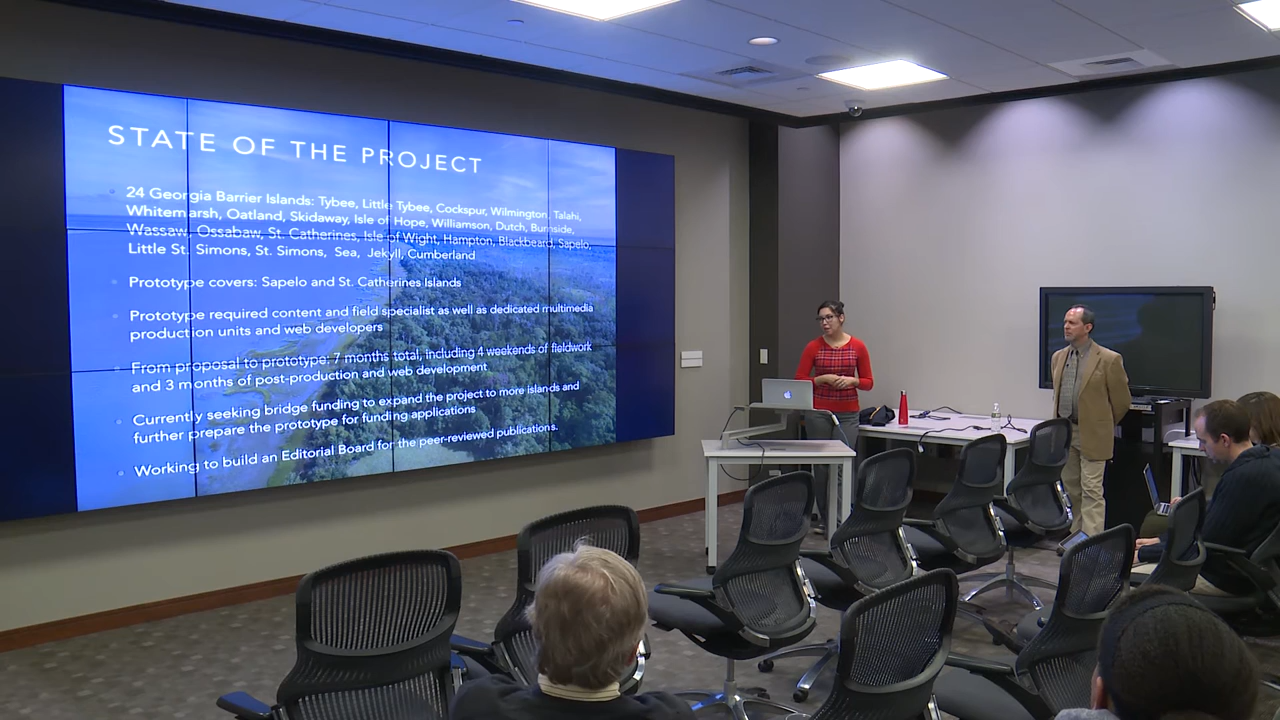 STATE OF THE PROJECT
24 Georgia Barrier Islands: Tybee, Little Tybee, Cockspur, Wilmington, Talahi,
Whitemarsh, Oatland, Skidaway, Isle of Hope, Williamson, Dutch, Burnside,
Wassaw, Ossabaw, St. Catherines, Isle of Wight, Hampton, Blackbeard, Sapelo,
Little St. Simons, St. Simons, Sea, Jekyll, Cumberland
Prototype covers: Sapelo and St. Catherines Islands
Prototype required content and field specialist as well as dedicated multimedia
production units and web developers
From proposal to prototype: 7 months total, including 4 weekends of fieldwork
and 3 months of post-production and web development
Currently seeking bridge funding to expand the project to more islands and
further prepare the prototype for funding applications
Working to build an Editorial Board for the peer-reviewed publications.